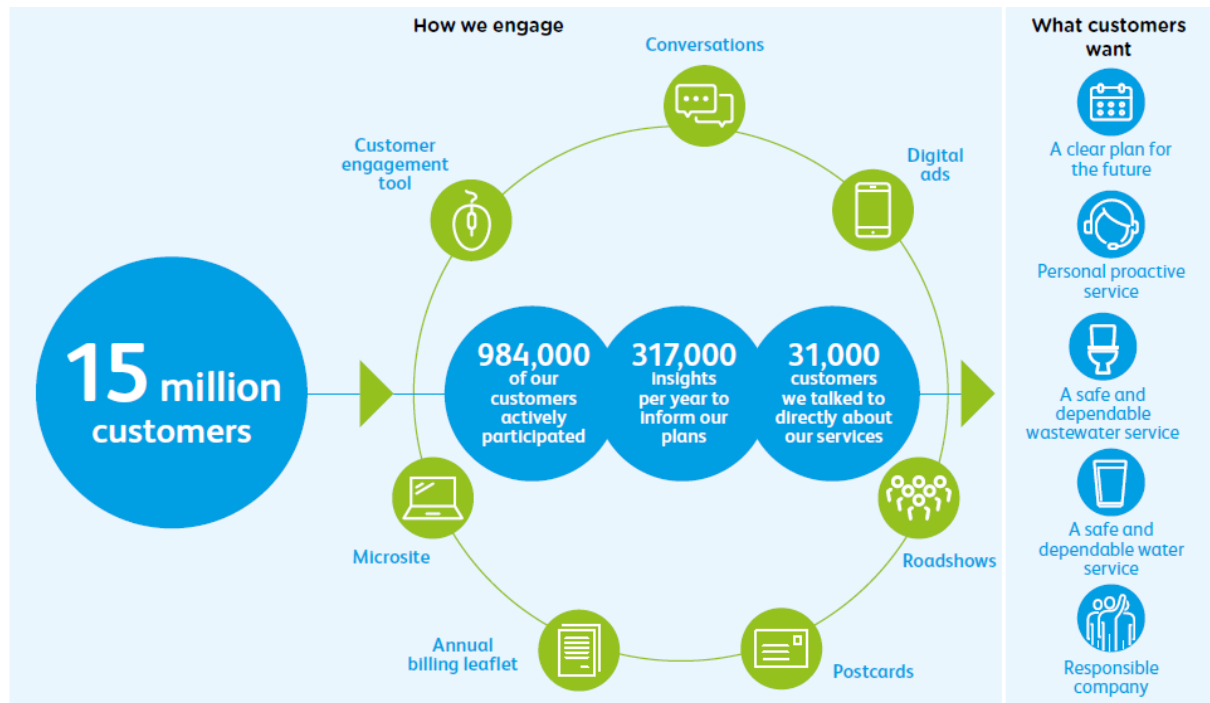 How we engage
Conversations
Customer
engagement
tool
Digital
ads
15 million
customers
984,000
of our
customers
actively
participated
317,000
insights
per year to
inform our
plans
31,000
customers
we talked to
directly about
our services
Microsite
Roadshows
Annual
billing leaflet
Postcards
What customers
want
A clear plan for
the future
Personal proactive
service
A safe and
dependable
wastewater service
A safe and
dependable water
service
Responsible
company